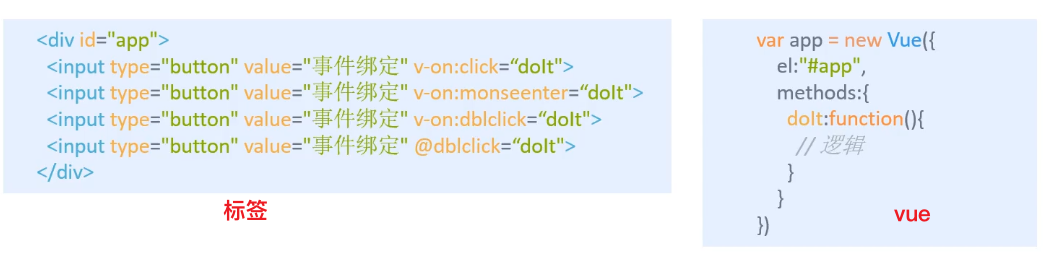 <div id="app">
<input type="button" value="事件绑定" v-on:click=“doIt">
<input type="button" value="事件绑定" v-on:monseenter=“doIt">
<input type="button" value="事件绑定" v-on:dblclick=“doIt">
<input type="button" value="事件绑定" @dblclick=“doIt">
</div>
标签
var app = new Vue({
el:"#app",
methods:{
doIt:function(){
// 逻辑
}
}
})
vue